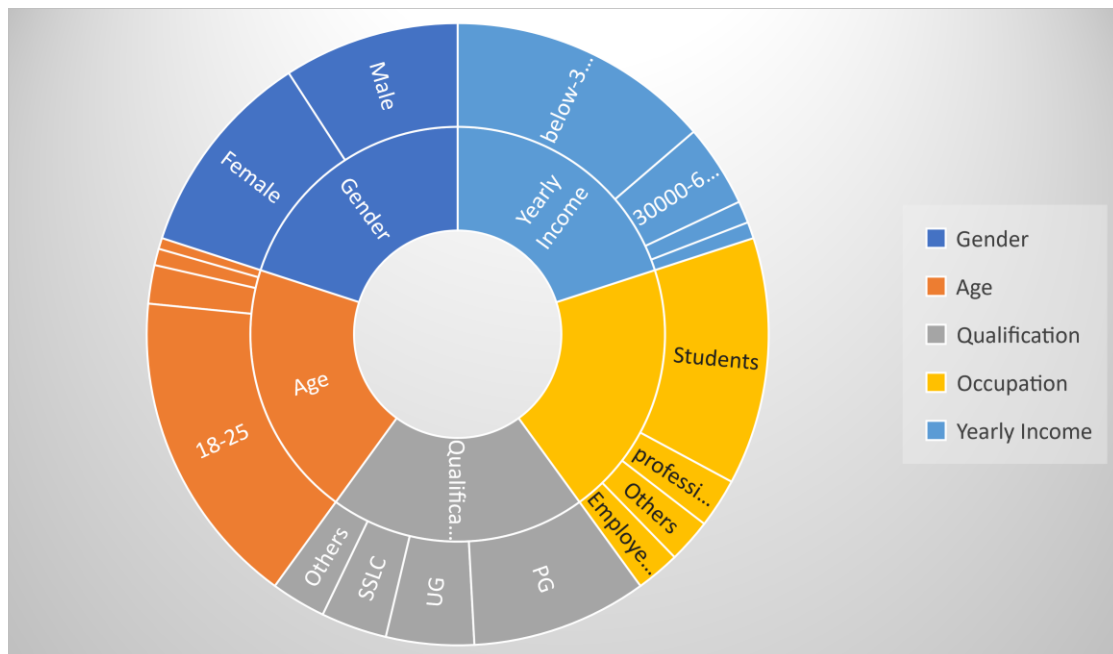 Male
below-3...
30000-6...
Female
Gender
Yearly
Income
Age
18-25
Students
professi...
Others
Employe...
Qualifica
...
PG
UG
SSLC
Others
Gender
Age
Qualification
Occupation
Yearly Income